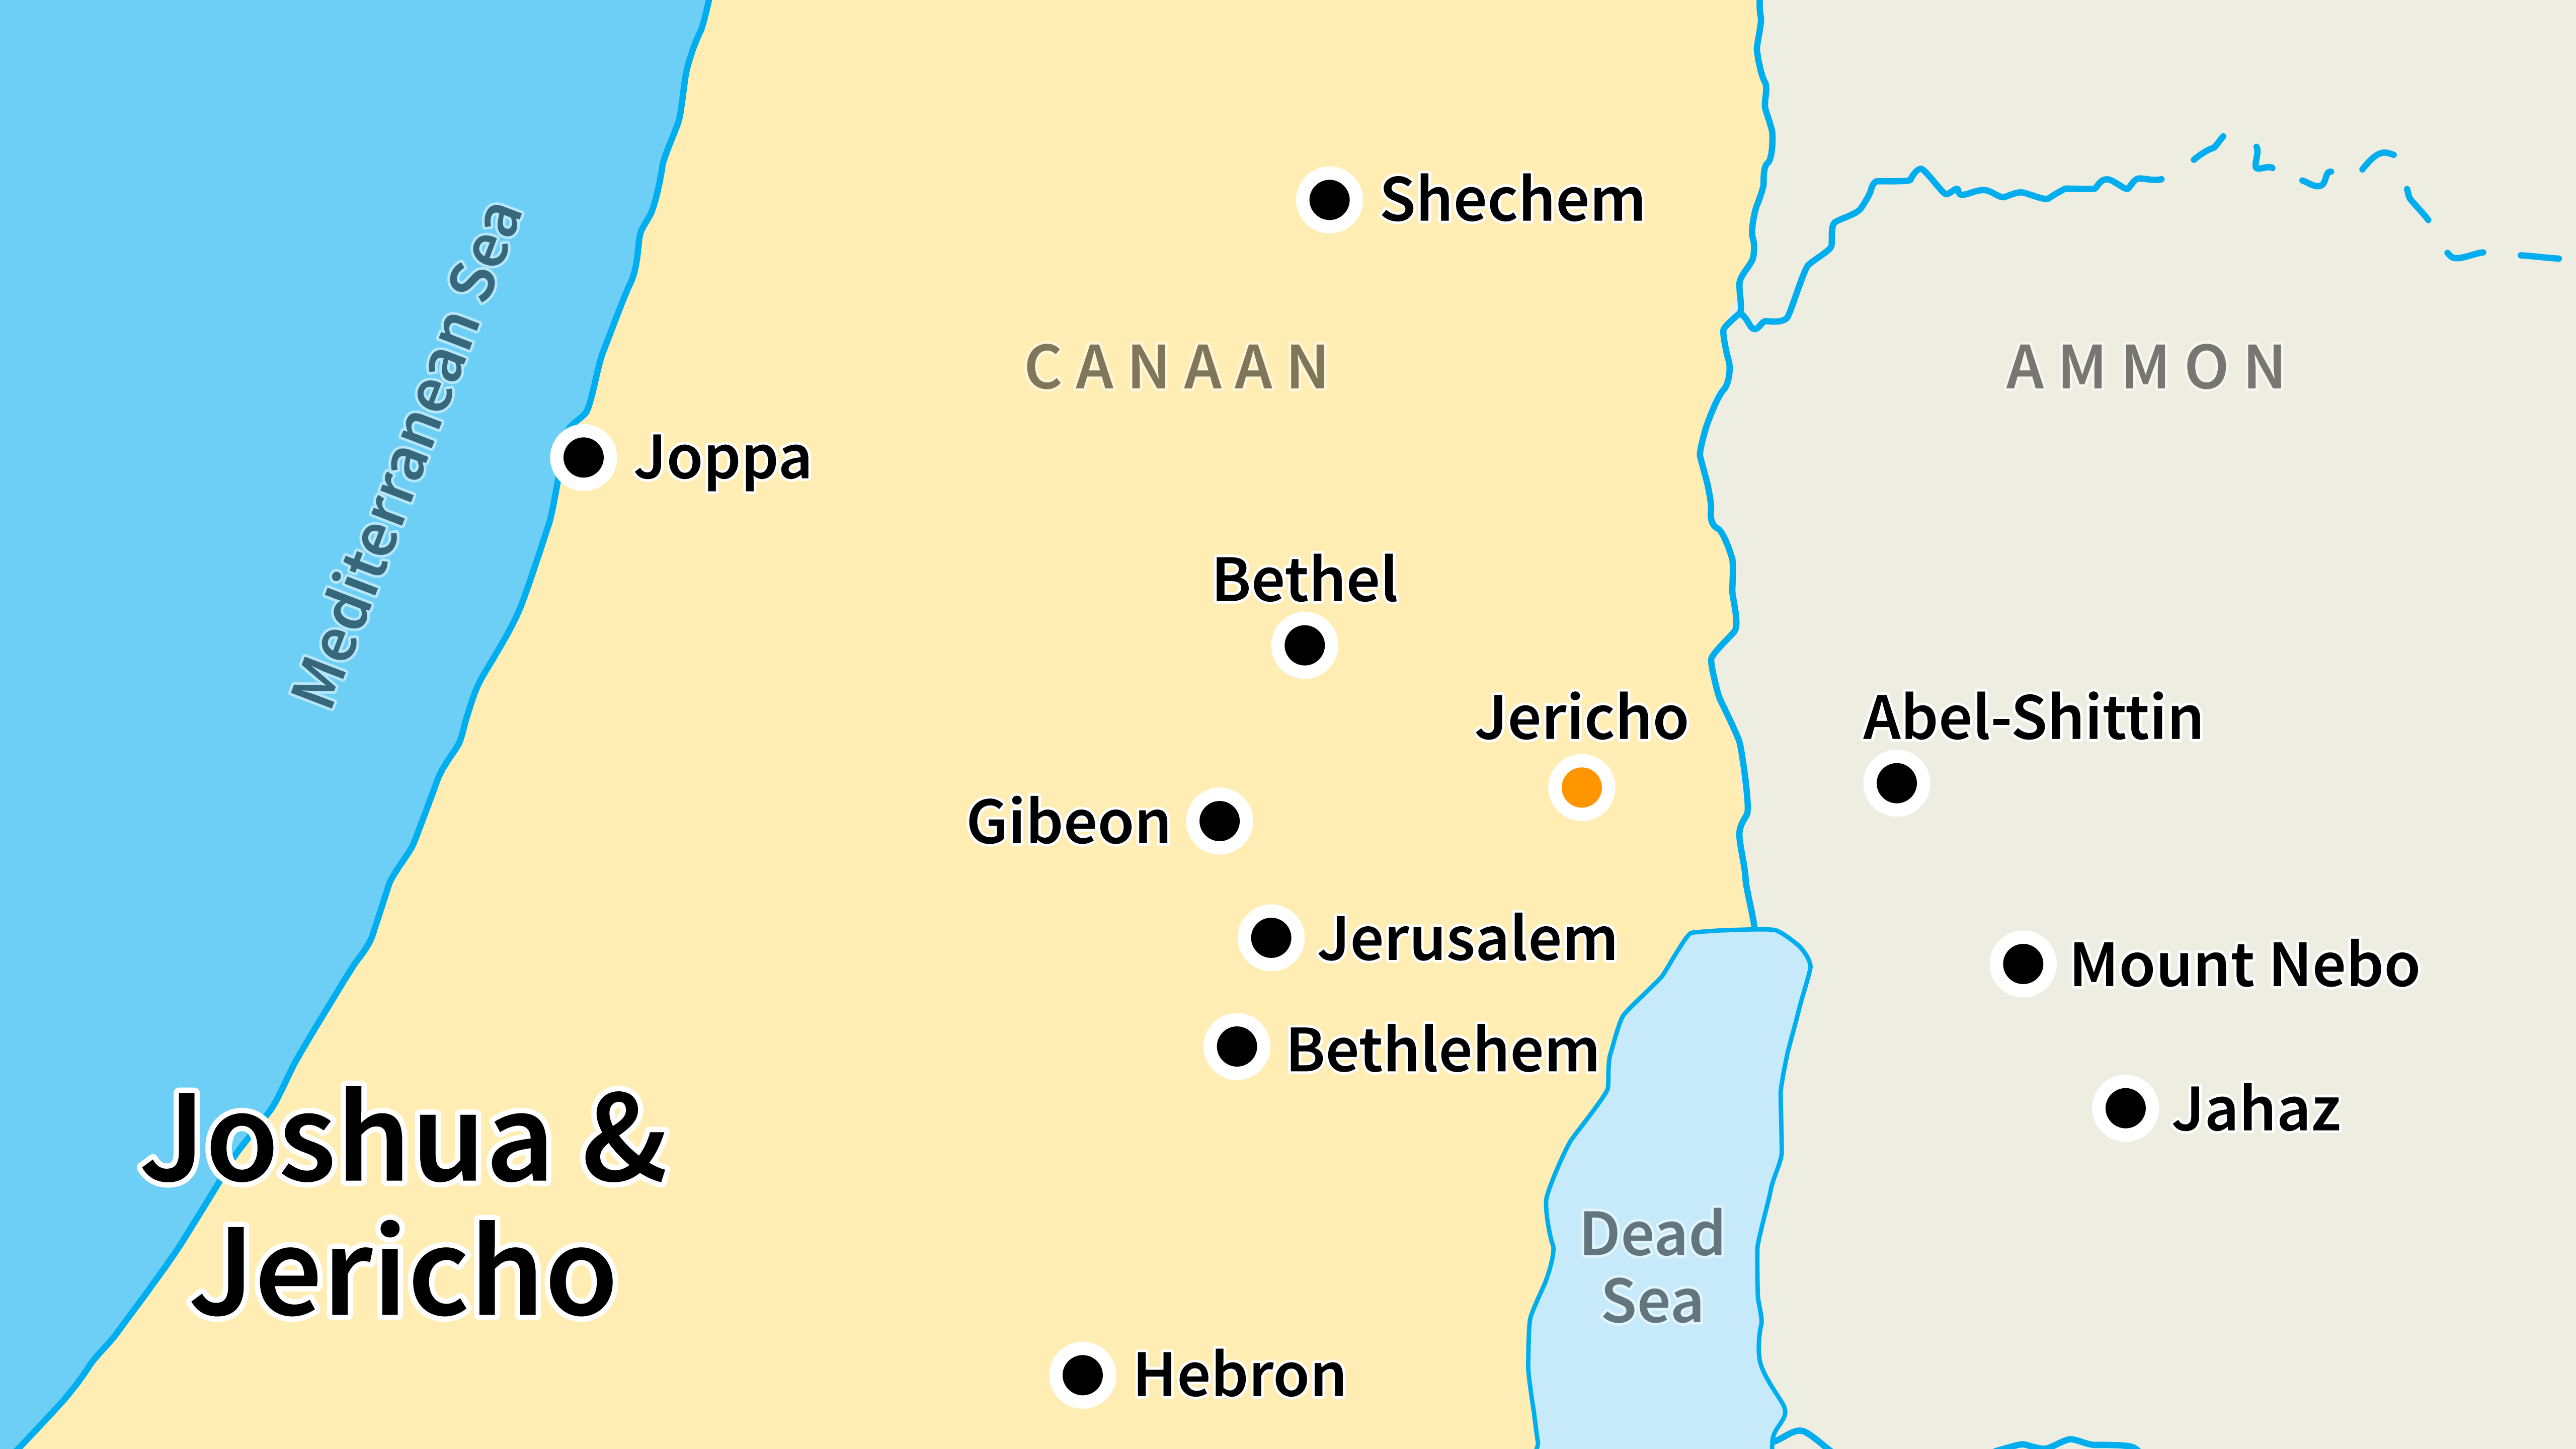 Shechem
CANAAN
AMMON
Mediterranean Sea
Joppa
Bethel
Jericho
Abel-Shittin
Gibeon
Jerusalem
Mount Nebo
Bethlehem
Jahaz
Joshua &
Jericho
Dead
Sea
Hebron